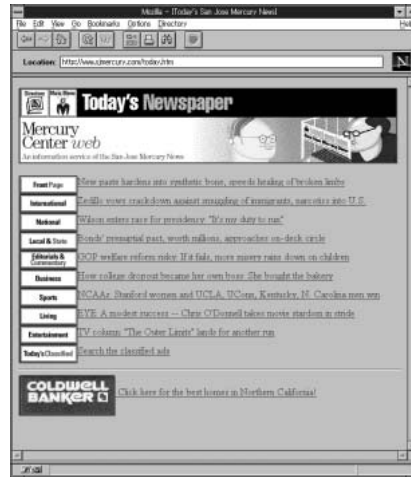 Mozilla - [Today's San Jose Mercury News]
File Edit View Go Bookmarks Options Directory
Location: http://www.sjmercury.com/today.htm
N
Directory Main Menu Today's Newspaper
Mercury
Center web
An information service of the San Jose Mercury News
Front Page New paste hardens into synthetic bone, speeds healing of broken limbs
International Zedillo vows crackdown against smuggling of immigrants, narcotics into U.S.
National Wilson enters race for presidency: "It's my duty to run"
Local & State Bonds' prenuptial pact, worth millions, approaches on-deck circle
Editorials & Commentary GOP welfare reform risky: If it fails, more misery rains down on children
Business How college dropout became her own boss: She bought the bakery
Sports NCAAs: Stanford women and UCLA, UConn, Kentucky, N. Carolina men win
Living EYE: A modest success -- Chris O'Donnell takes movie stardom in stride
Entertainment TV column: "The Outer Limits" lands for another run
Today's Classified Search the classified ads
COLDWELL
BANKER Click here for the best homes in Northern California!